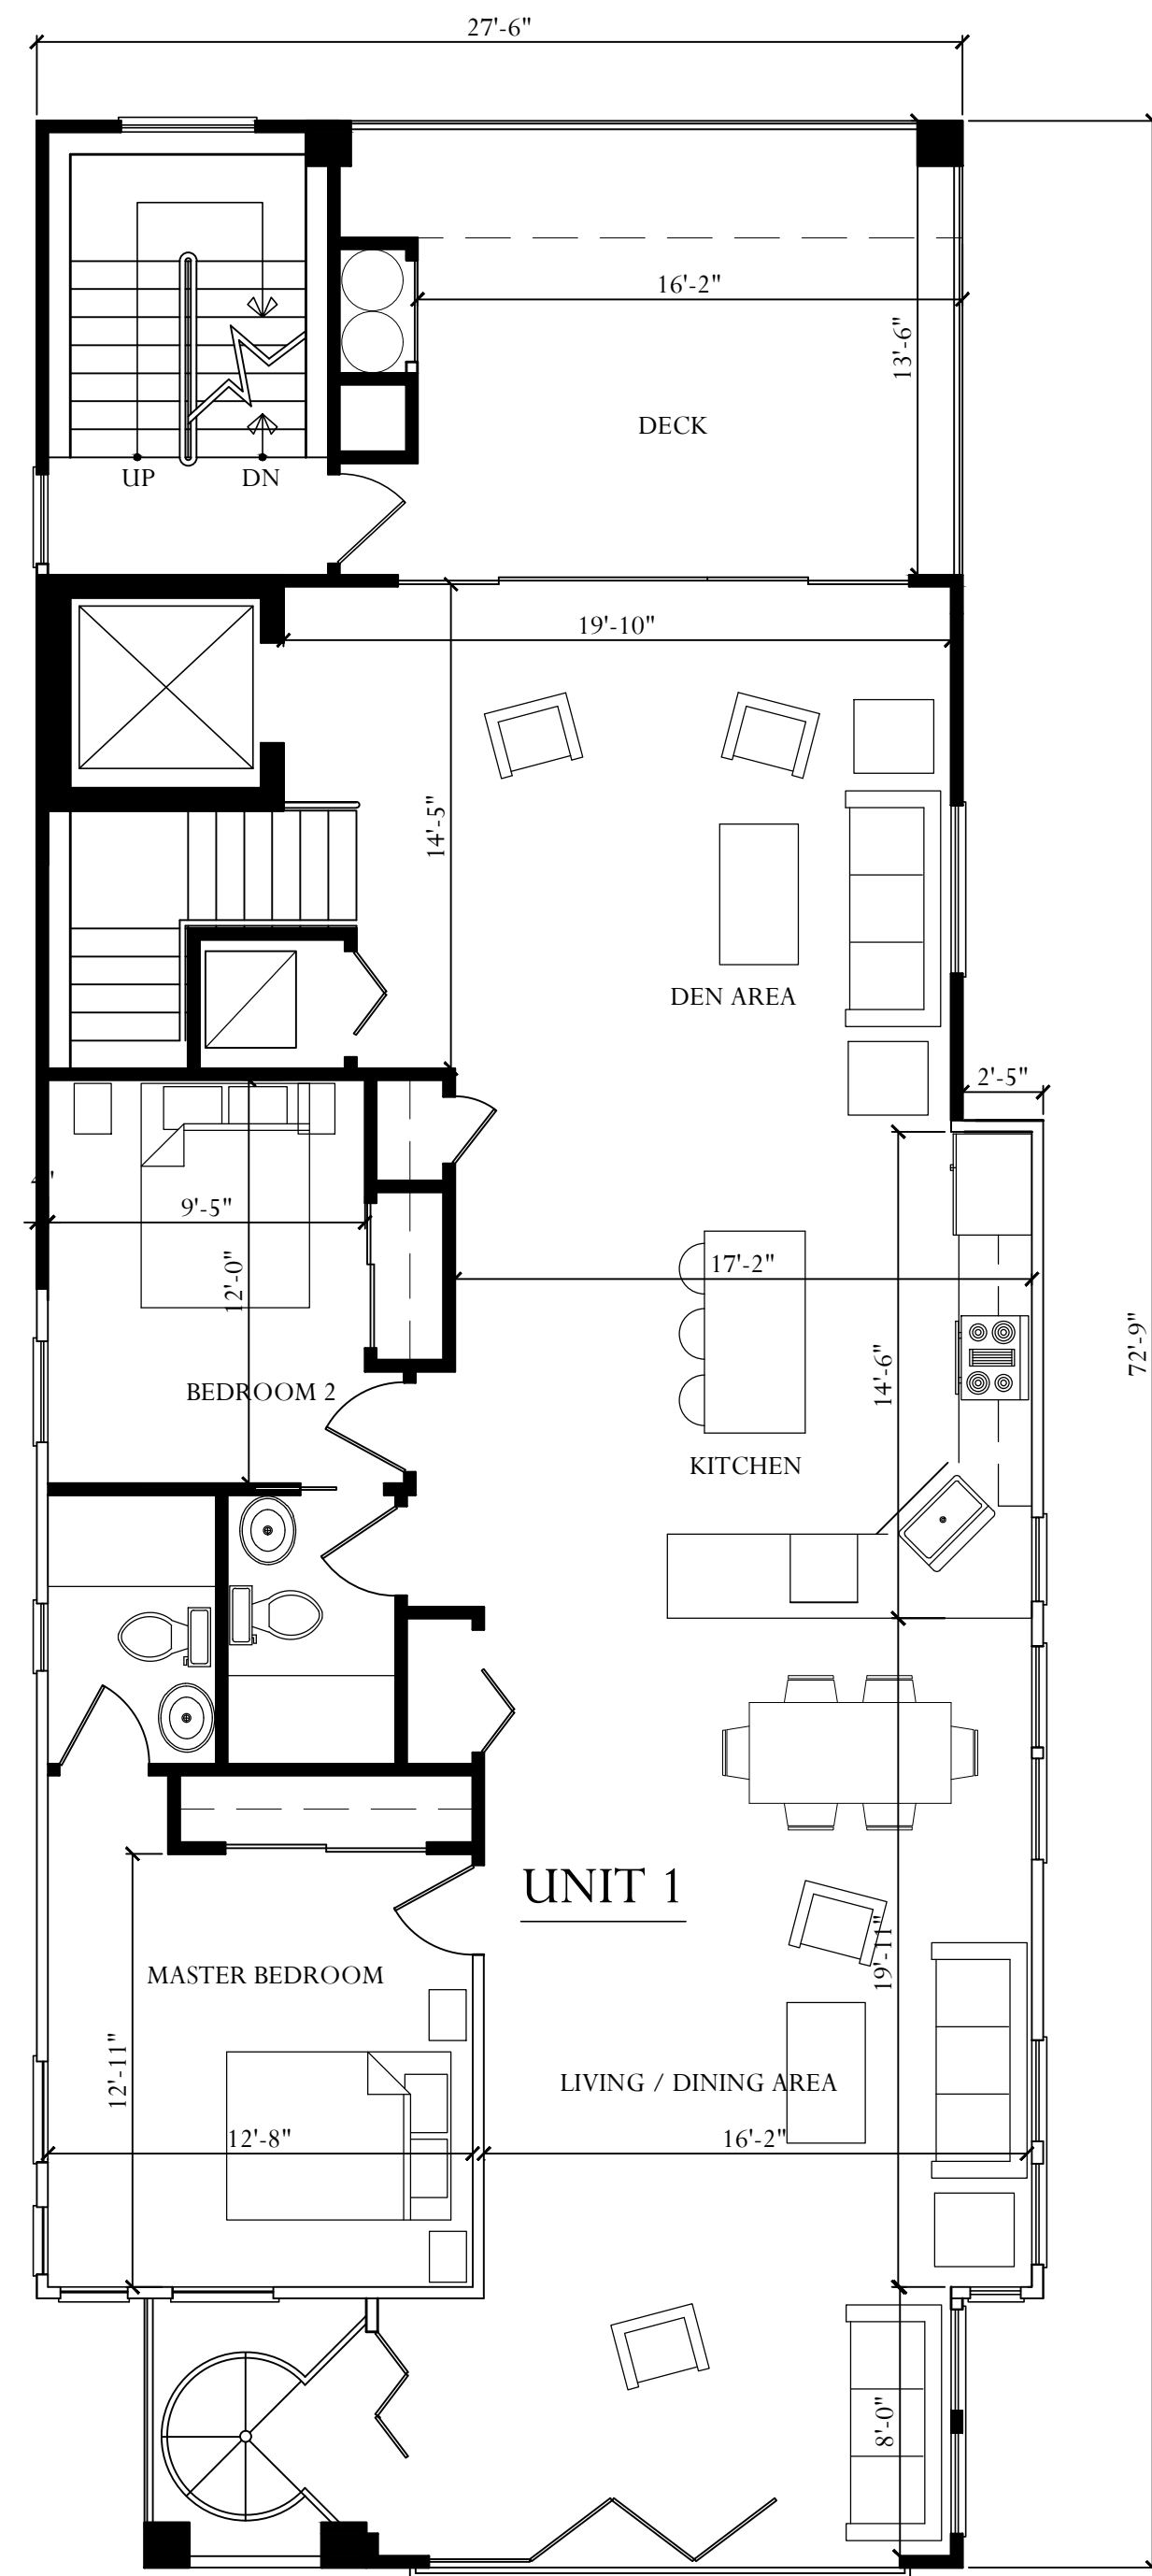 27'-6"
16'-2"
13'-6"
DECK
UP
DN
19'-10"
14'-5"
DEN AREA
2'-5"
9'-5"
12'-0"
17'-2"
72'-9"
14'-6"
BEDROOM 2
KITCHEN
UNIT 1
19'-11"
MASTER BEDROOM
12'-11"
LIVING / DINING AREA
12'-8"
16'-2"
8'-0"